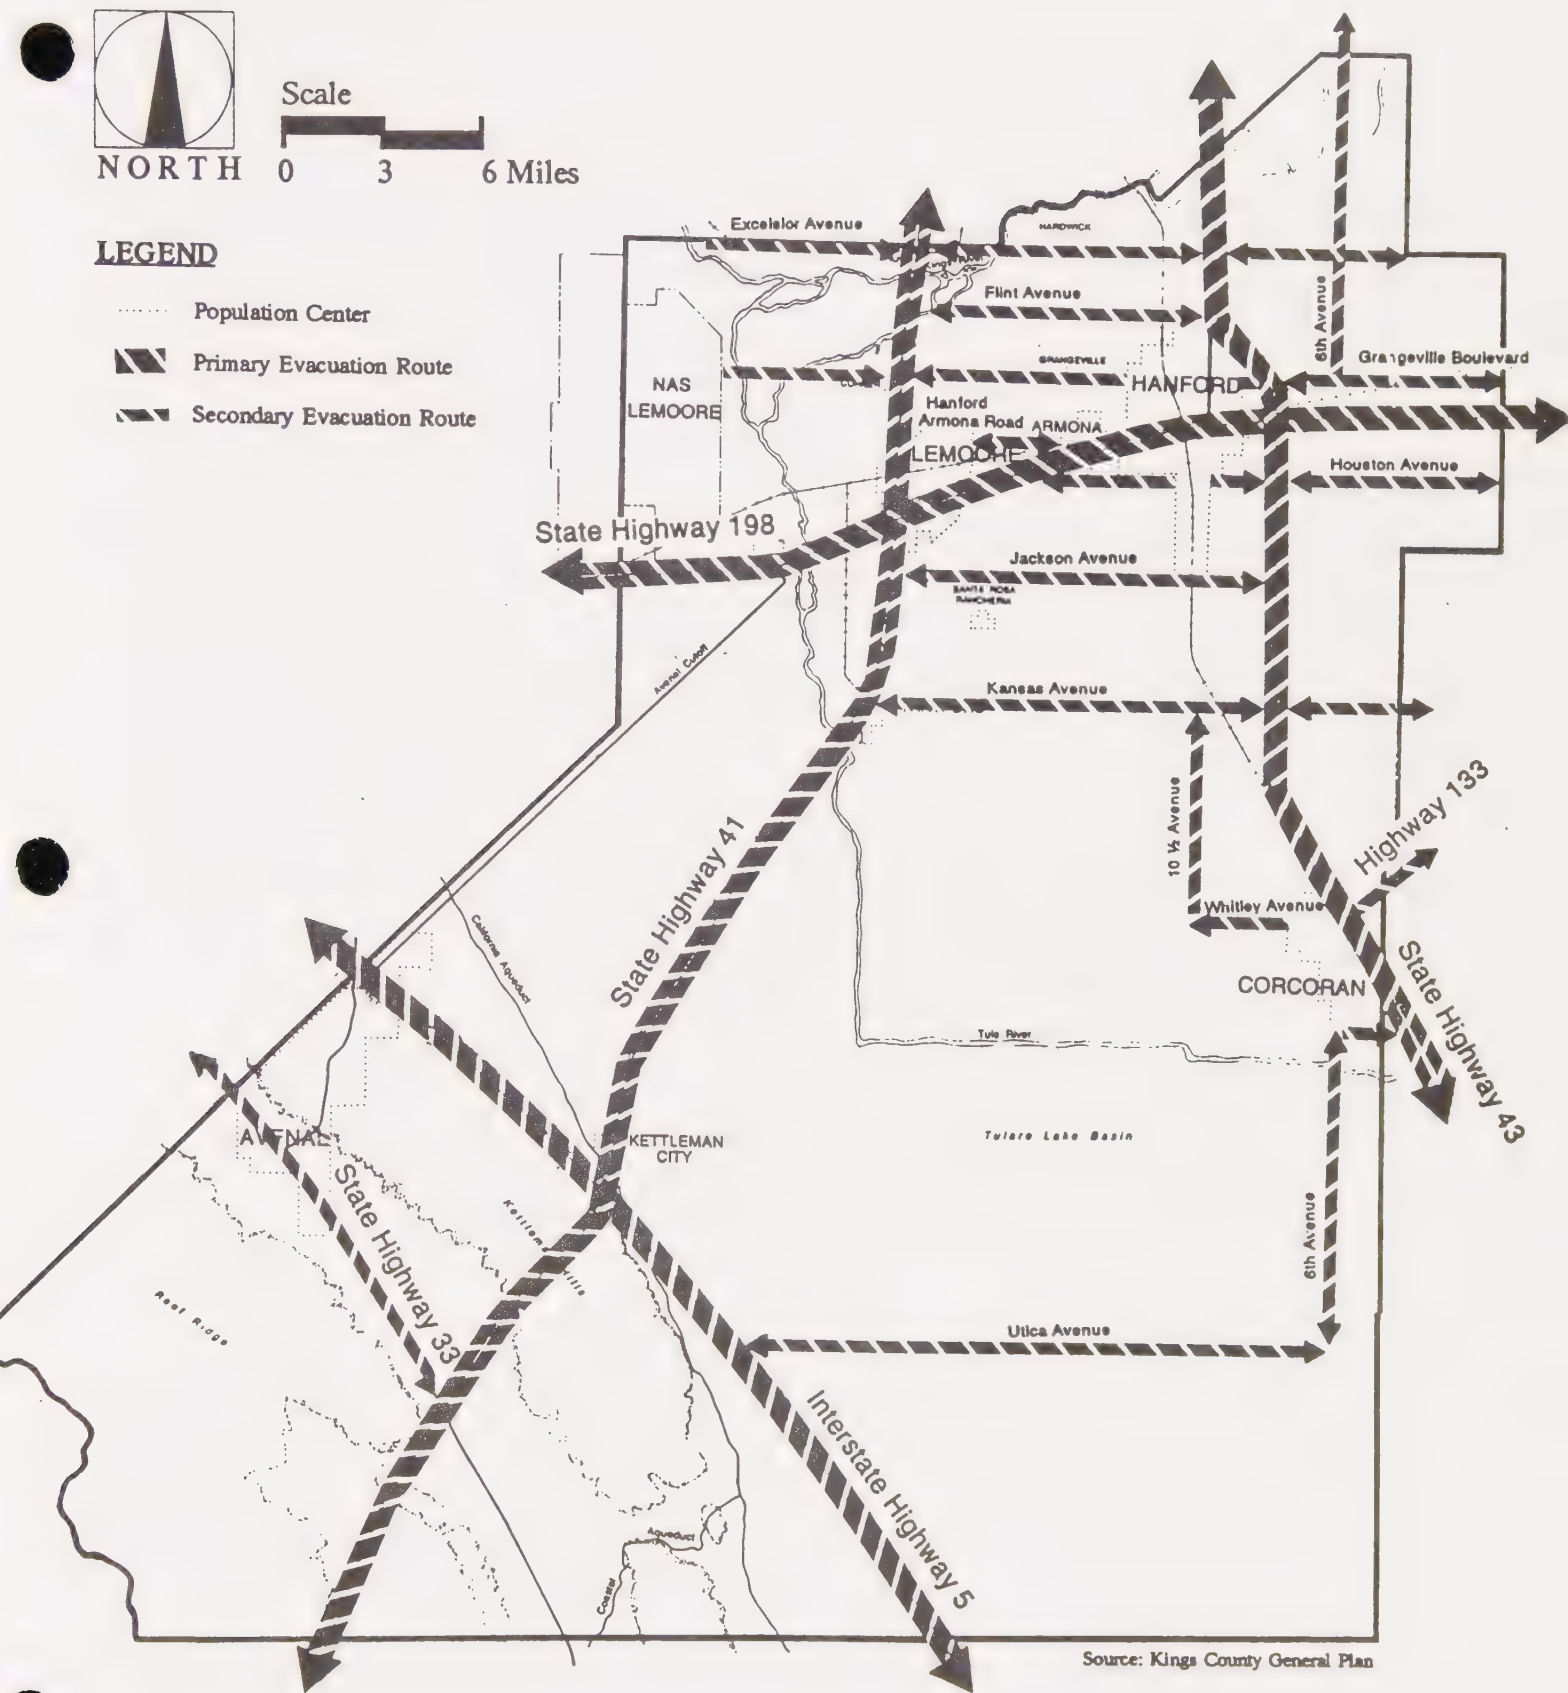 NORTH
Scale
0 3 6 Miles
LEGEND
Population Center
Primary Evacuation Route
Secondary Evacuation Route
Excelsior Avenue
HARDWICK
Kings River
Flint Avenue
6th Avenue
GRANGEVILLE
Grangeville Boulevard
NAS
LEMOORE
HANFORD
Hanford
Armona Road
ARMONA
LEMOORE
Houston Avenue
State Highway 198
Jackson Avenue
SANTE ROSA
RANCHERIA
Avenal Cutoff
Kansas Avenue
10 ½ Avenue
Highway 133
State Highway 41
Whitley Avenue
California Aqueduct
CORCORAN
State Highway 43
Tule River
AVENAL
KETTLEMAN
CITY
Tulare Lake Basin
State Highway 33
6th Avenue
Reef Ridge
Utica Avenue
Interstate Highway 5
Coastal
Aqueduct
Source: Kings County General Plan